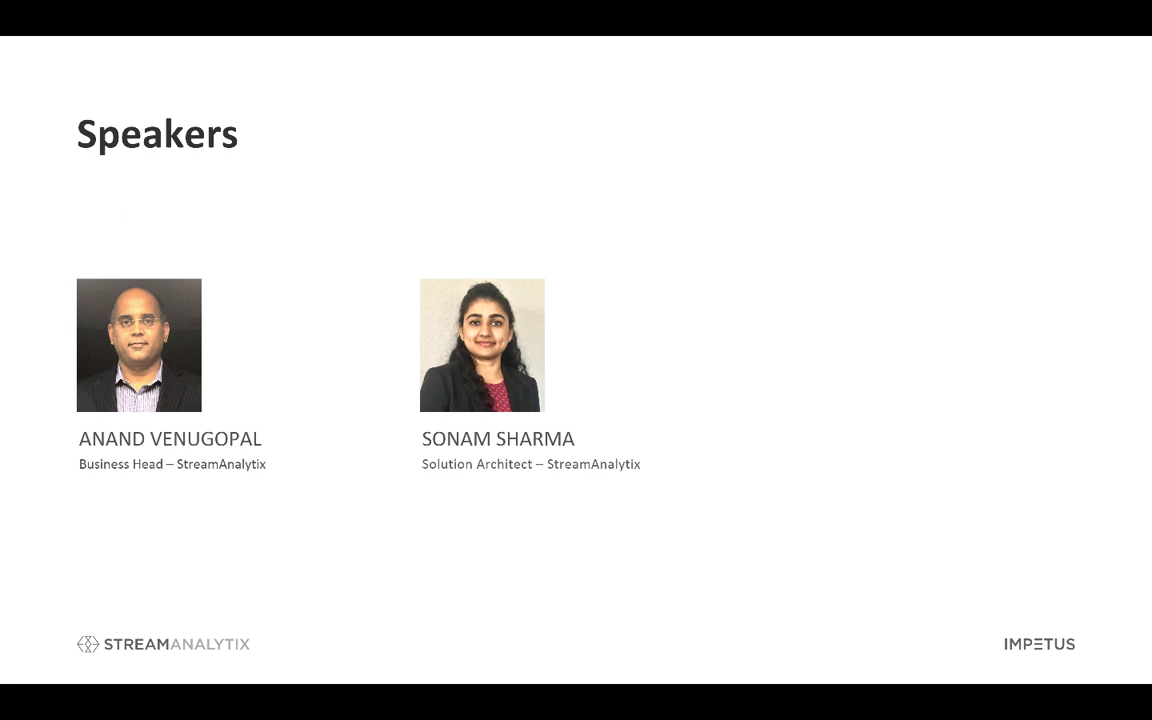 Speakers
ANAND VENUGOPAL
Business Head – StreamAnalytix
SONAM SHARMA
Solution Architect – StreamAnalytix
STREAMANALYTIX
IMPETUS